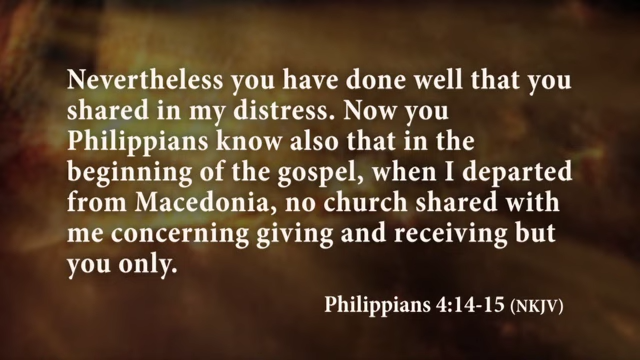 Nevertheless you have done well that you
shared in my distress. Now you
Philippians know also that in the
beginning of the gospel, when I departed
from Macedonia, no church shared with
me concerning giving and receiving but
you only.
Philippians 4:14-15 (NKJV)